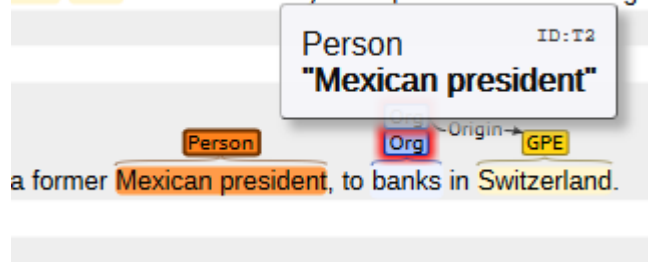 Person ID:T2
"Mexican president"
Org
Person Org Origin GPE
a former Mexican president, to banks in Switzerland.